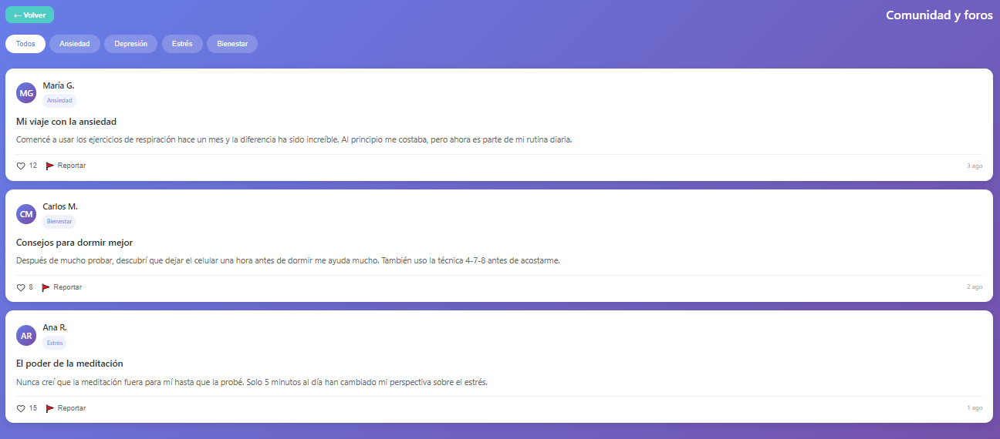 ← Volver
Comunidad y foros
Todos Ansiedad Depresión Estrés Bienestar
MG
María G.
Ansiedad
Mi viaje con la ansiedad
Comencé a usar los ejercicios de respiración hace un mes y la diferencia ha sido increíble. Al principio me costaba, pero ahora es parte de mi rutina diaria.
12 Reportar 3 ago
CM
Carlos M.
Bienestar
Consejos para dormir mejor
Después de mucho probar, descubrí que dejar el celular una hora antes de dormir me ayuda mucho. También uso la técnica 4-7-8 antes de acostarme.
8 Reportar 2 ago
AR
Ana R.
Estrés
El poder de la meditación
Nunca creí que la meditación fuera para mí hasta que la probé. Solo 5 minutos al día han cambiado mi perspectiva sobre el estrés.
15 Reportar 1 ago